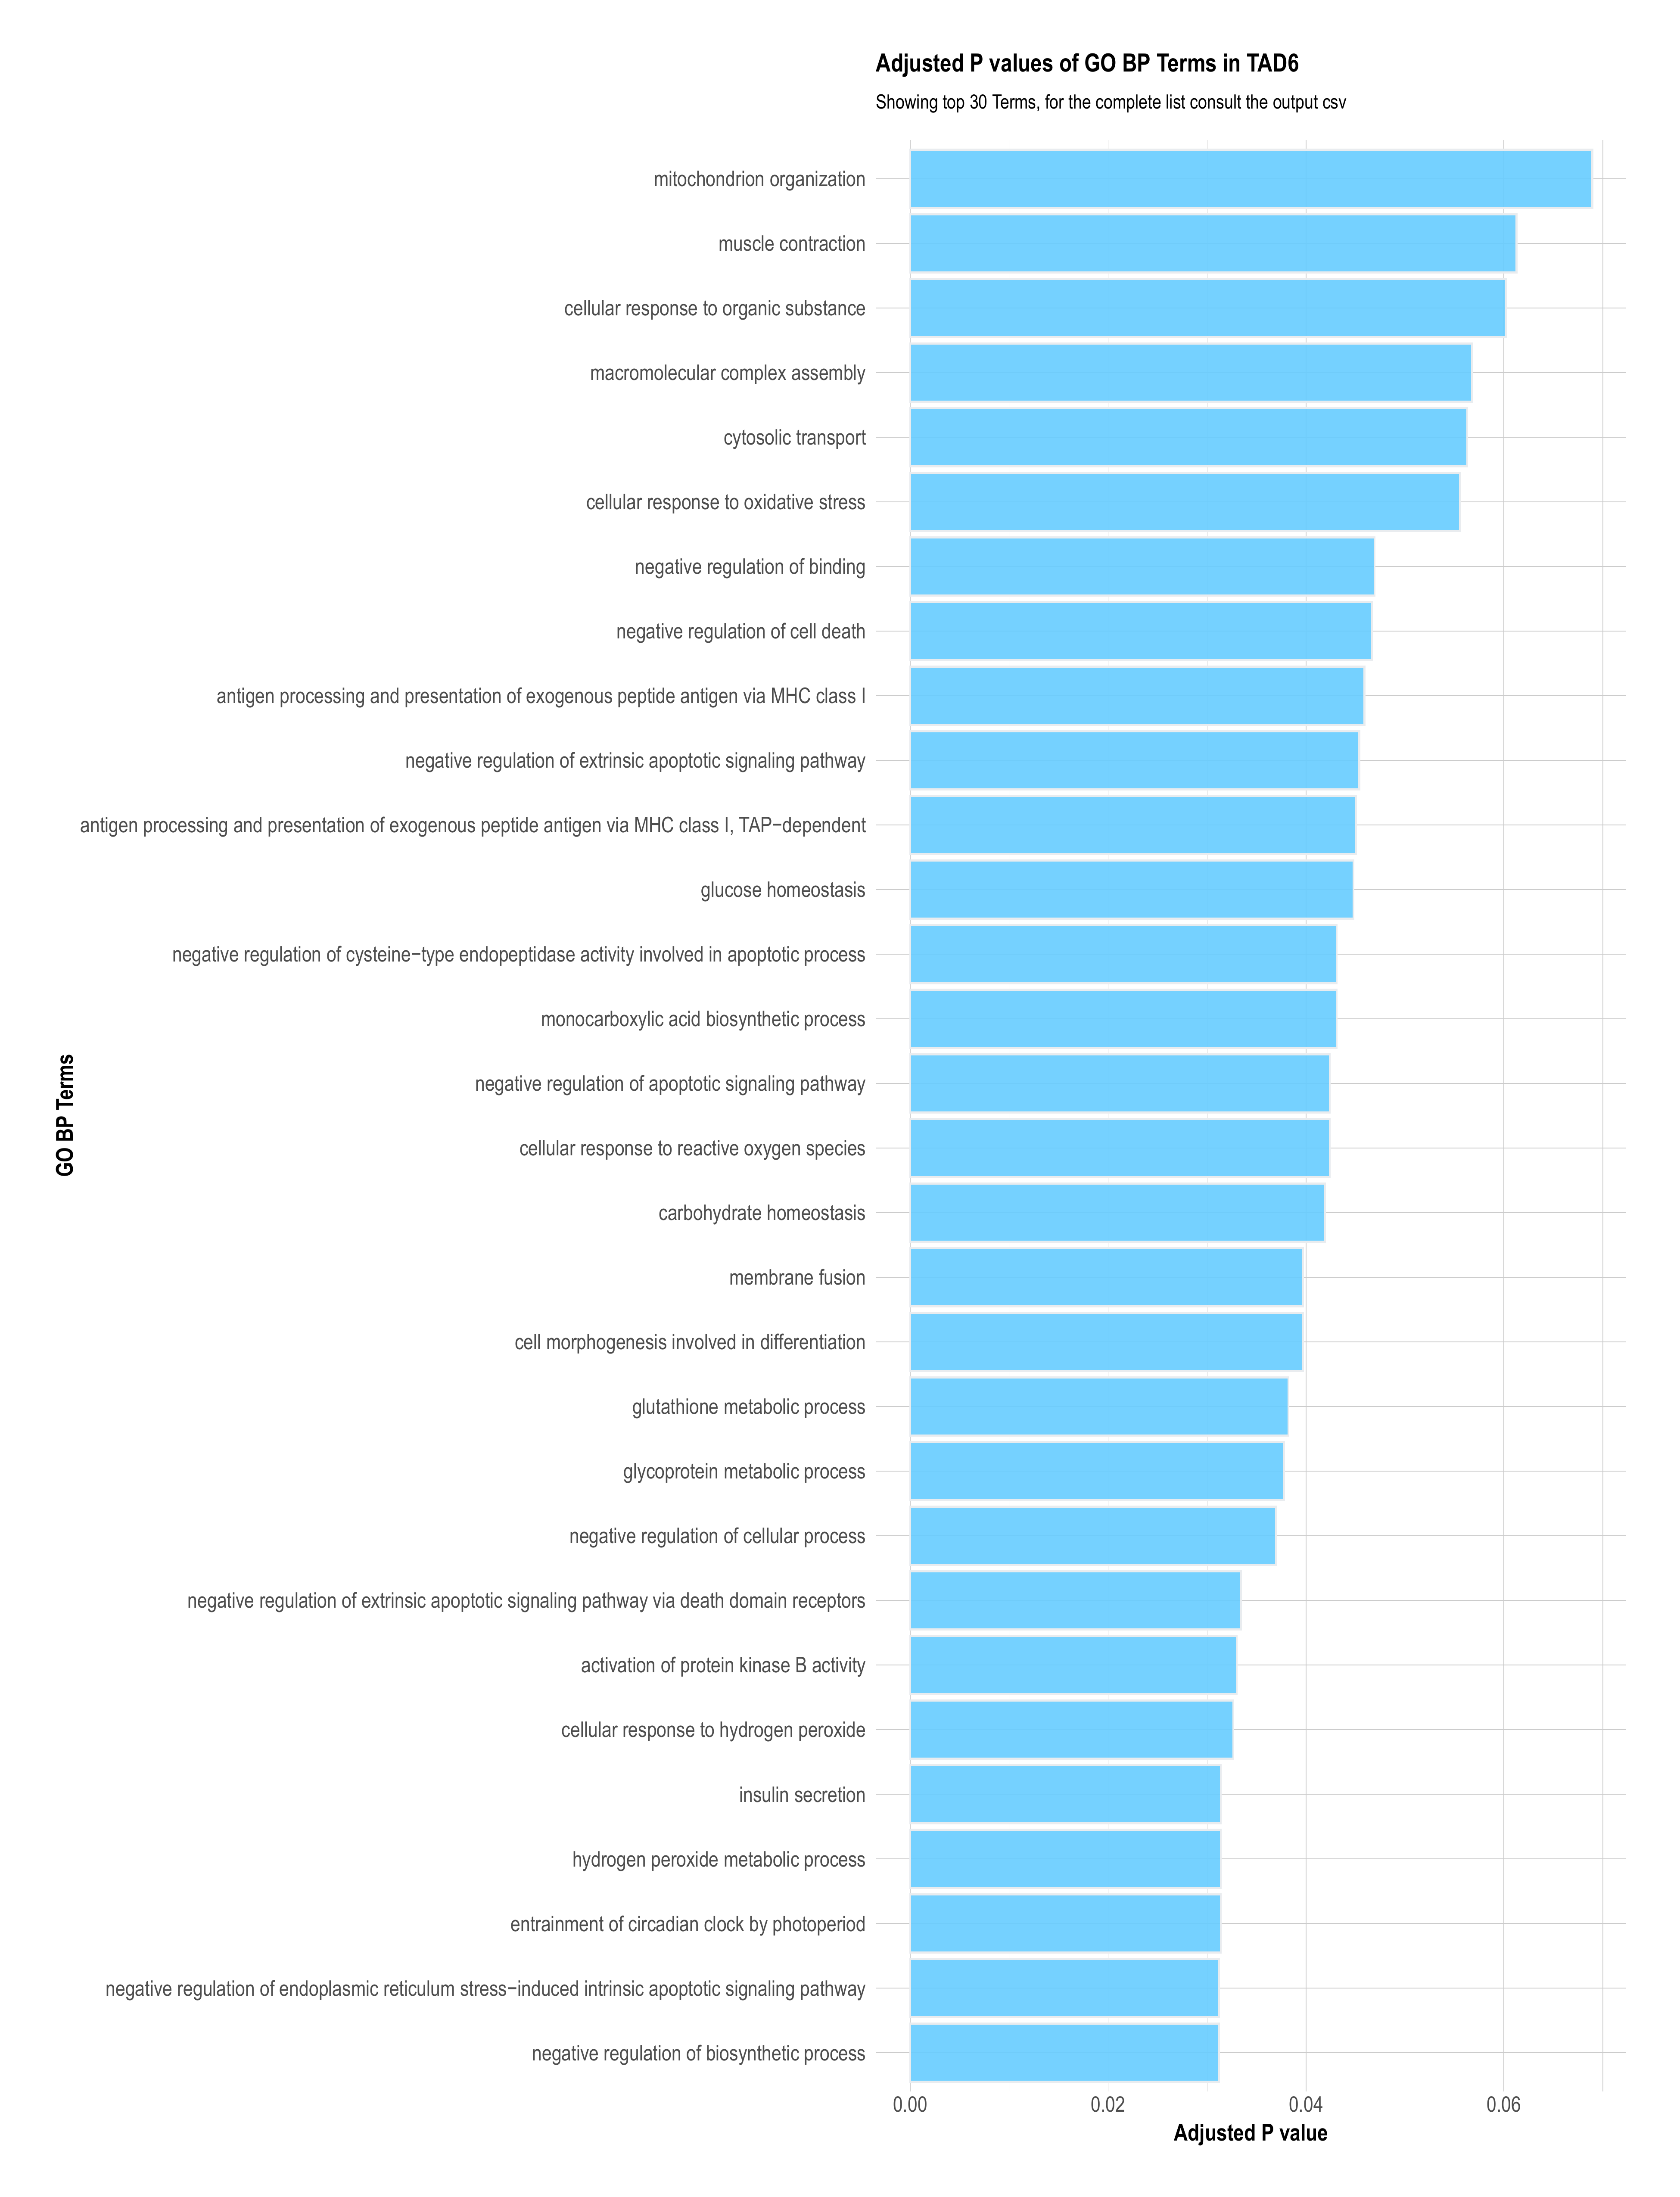 Adjusted P values of GO BP Terms in TAD6
Showing top 30 Terms, for the complete list consult the output csv
mitochondrion organization
muscle contraction
cellular response to organic substance
macromolecular complex assembly
cytosolic transport
cellular response to oxidative stress
negative regulation of binding
negative regulation of cell death
antigen processing and presentation of exogenous peptide antigen via MHC class I
negative regulation of extrinsic apoptotic signaling pathway
antigen processing and presentation of exogenous peptide antigen via MHC class I, TAP−dependent
glucose homeostasis
negative regulation of cysteine−type endopeptidase activity involved in apoptotic process
monocarboxylic acid biosynthetic process
negative regulation of apoptotic signaling pathway
cellular response to reactive oxygen species
carbohydrate homeostasis
membrane fusion
cell morphogenesis involved in differentiation
glutathione metabolic process
glycoprotein metabolic process
negative regulation of cellular process
negative regulation of extrinsic apoptotic signaling pathway via death domain receptors
activation of protein kinase B activity
cellular response to hydrogen peroxide
insulin secretion
hydrogen peroxide metabolic process
entrainment of circadian clock by photoperiod
negative regulation of endoplasmic reticulum stress−induced intrinsic apoptotic signaling pathway
negative regulation of biosynthetic process
GO BP Terms
0.00 0.02 0.04 0.06
Adjusted P value